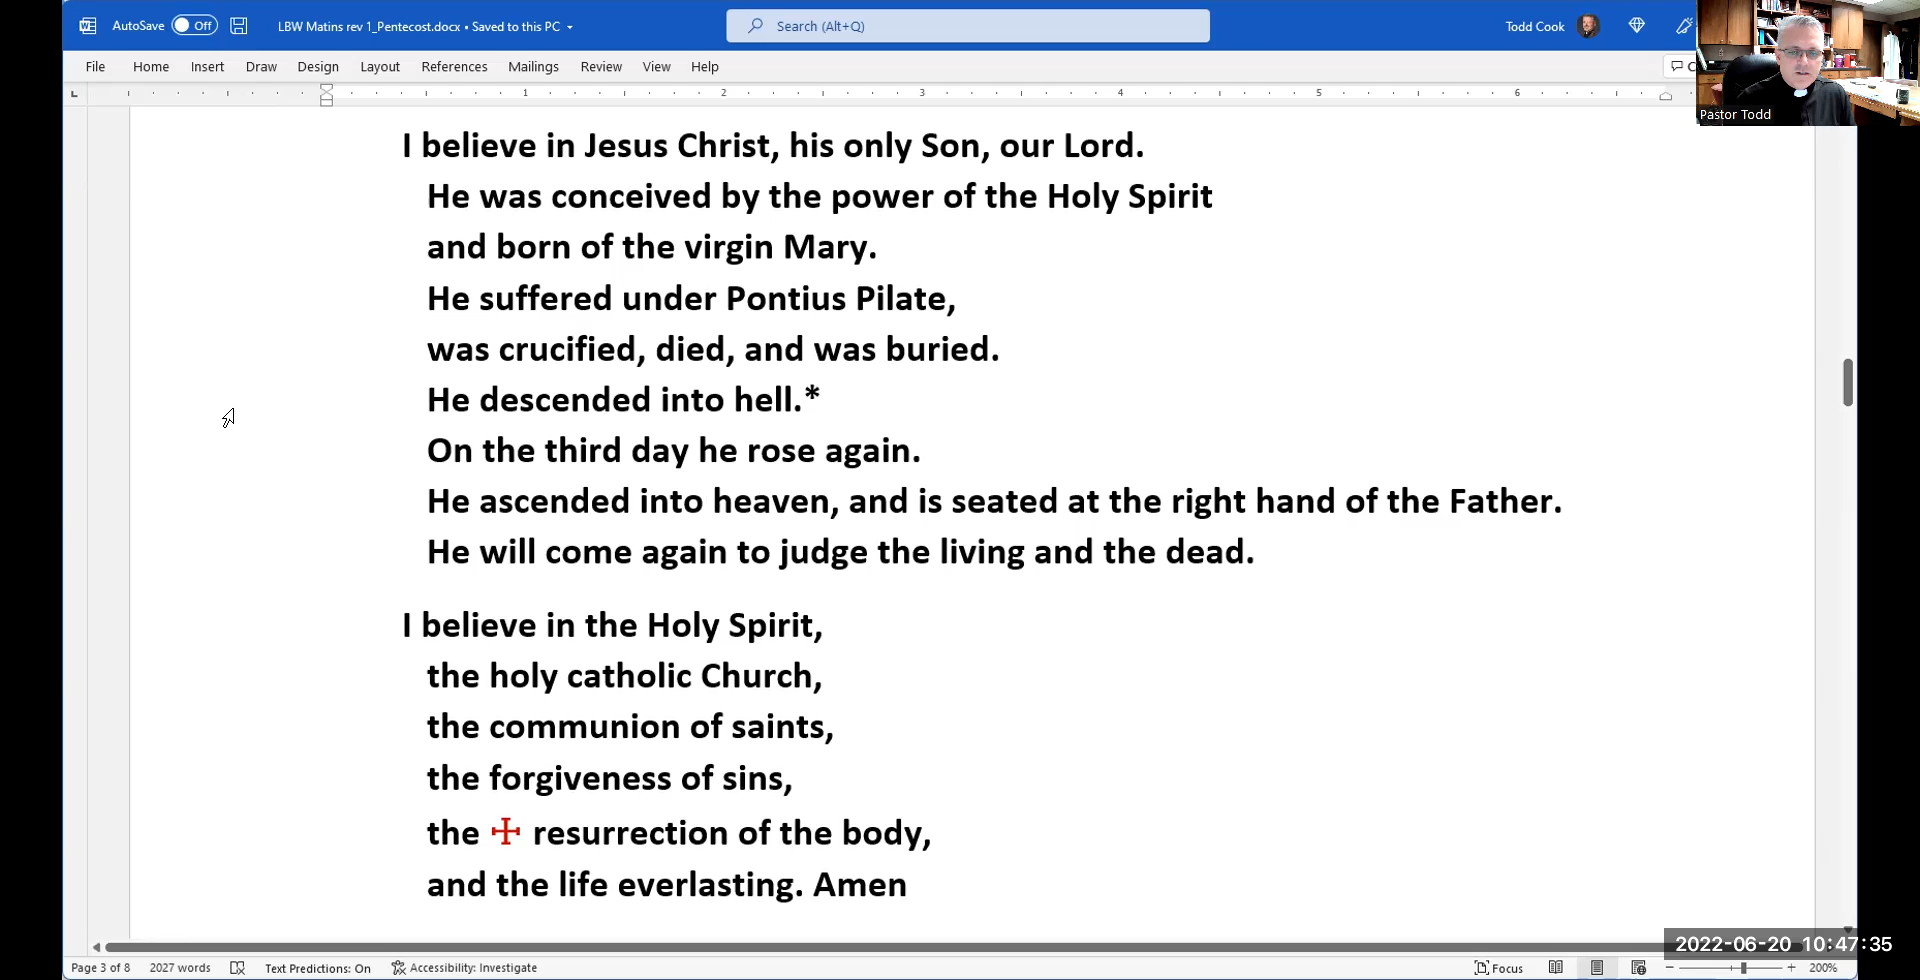 AutoSave Off LBW Matins rev 1_Pentecost.docx • Saved to this PC Search (Alt+Q) Todd Cook
File Home Insert Draw Design Layout References Mailings Review View Help
1 2 3 4 5 6
Pastor Todd
I believe in Jesus Christ, his only Son, our Lord.
He was conceived by the power of the Holy Spirit
and born of the virgin Mary.
He suffered under Pontius Pilate,
was crucified, died, and was buried.
He descended into hell.*
On the third day he rose again.
He ascended into heaven, and is seated at the right hand of the Father.
He will come again to judge the living and the dead.
I believe in the Holy Spirit,
the holy catholic Church,
the communion of saints,
the forgiveness of sins,
the ☩ resurrection of the body,
and the life everlasting. Amen
2022-06-20 10:47:35
Page 3 of 8 2027 words Text Predictions: On Accessibility: Investigate Focus 200%